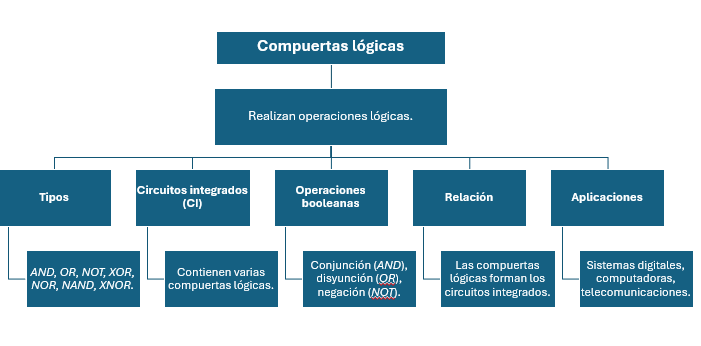 Compuertas lógicas
Realizan operaciones lógicas.
Tipos
Circuitos integrados
(CI)
Operaciones
booleanas
Relación
Aplicaciones
AND, OR, NOT, XOR,
NOR, NAND, XNOR.
Contienen varias
compuertas lógicas.
Conjunción (AND),
disyunción (OR),
negación (NOT).
Las compuertas
lógicas forman los
circuitos integrados.
Sistemas digitales,
computadoras,
telecomunicaciones.